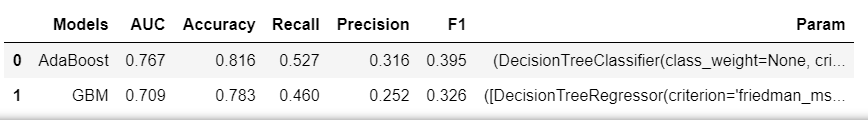 Models AUC Accuracy Recall Precision F1 Param
0 AdaBoost 0.767 0.816 0.527 0.316 0.395 (DecisionTreeClassifier(class_weight=None, cri...
1 GBM 0.709 0.783 0.460 0.252 0.326 ([DecisionTreeRegressor(criterion='friedman_ms...